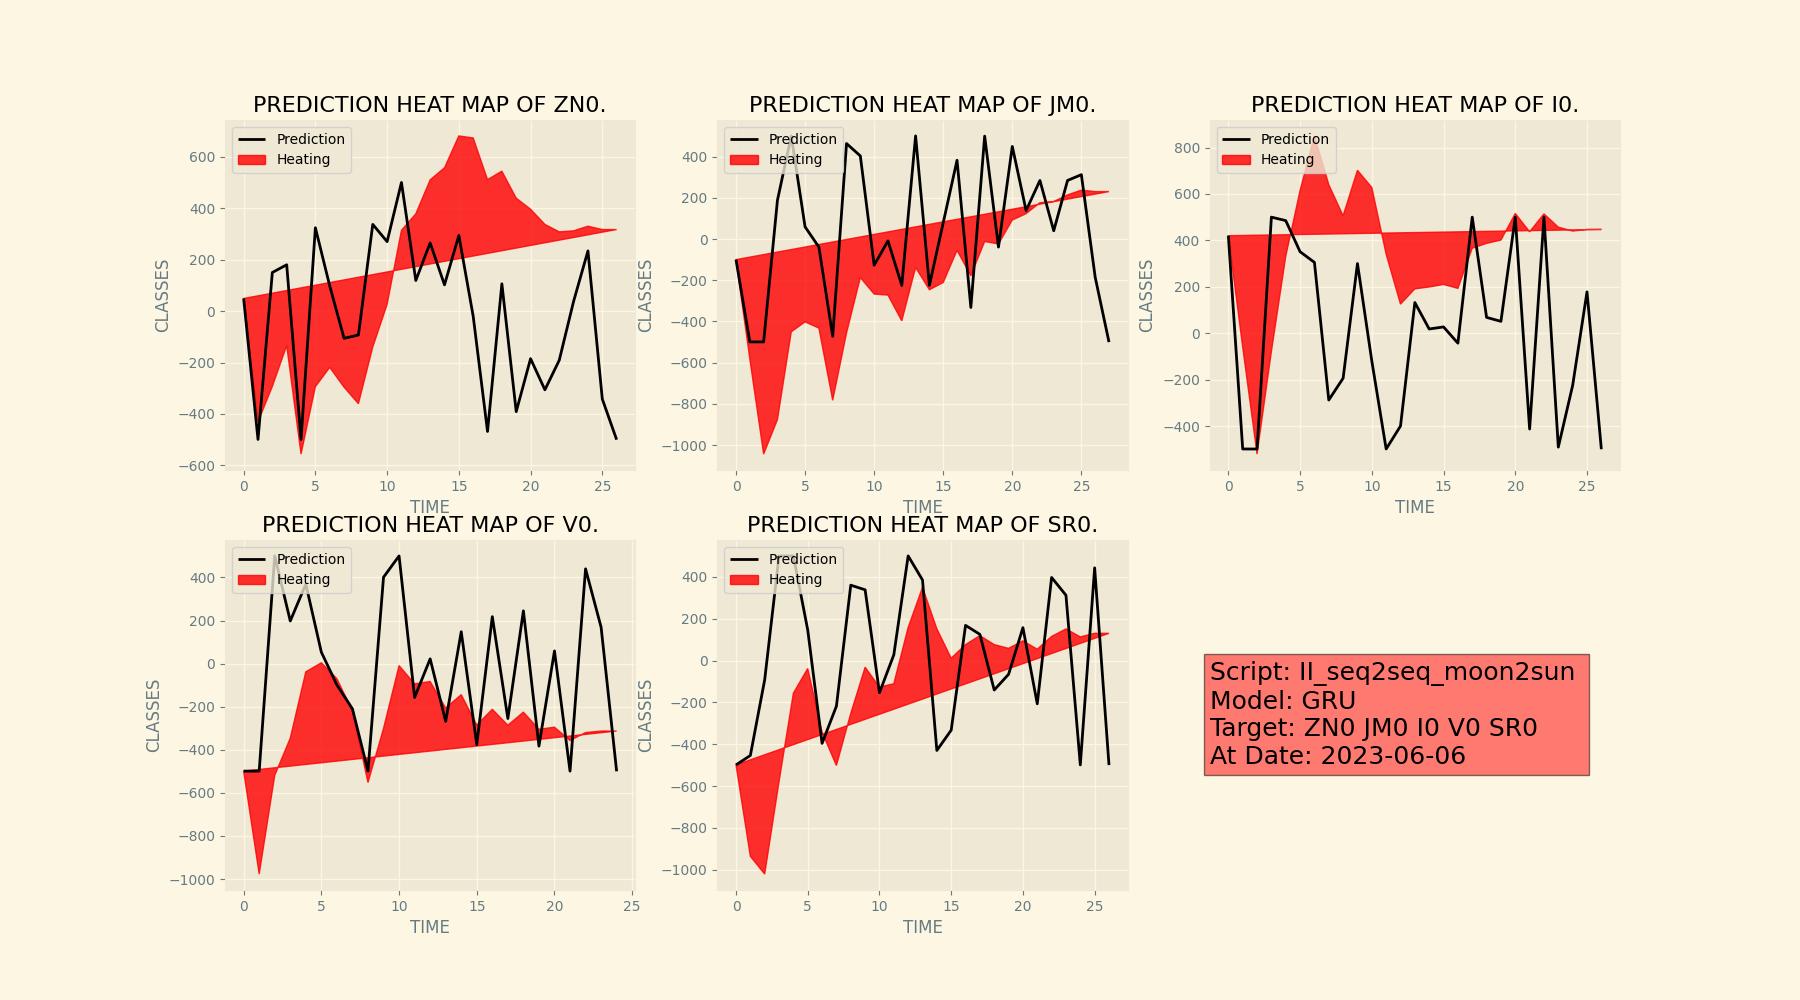 PREDICTION HEAT MAP OF ZN0.
Prediction
Heating
600
400
200
0
−200
−400
−600
CLASSES
0 5 10 15 20 25
TIME
PREDICTION HEAT MAP OF JM0.
Prediction
Heating
400
200
0
−200
−400
−600
−800
−1000
CLASSES
0 5 10 15 20 25
TIME
PREDICTION HEAT MAP OF I0.
Prediction
Heating
800
600
400
200
0
−200
−400
CLASSES
0 5 10 15 20 25
TIME
PREDICTION HEAT MAP OF V0.
Prediction
Heating
400
200
0
−200
−400
−600
−800
−1000
CLASSES
0 5 10 15 20 25
TIME
PREDICTION HEAT MAP OF SR0.
Prediction
Heating
400
200
0
−200
−400
−600
−800
−1000
CLASSES
0 5 10 15 20 25
TIME
Script: II_seq2seq_moon2sun
Model: GRU
Target: ZN0 JM0 I0 V0 SR0
At Date: 2023-06-06